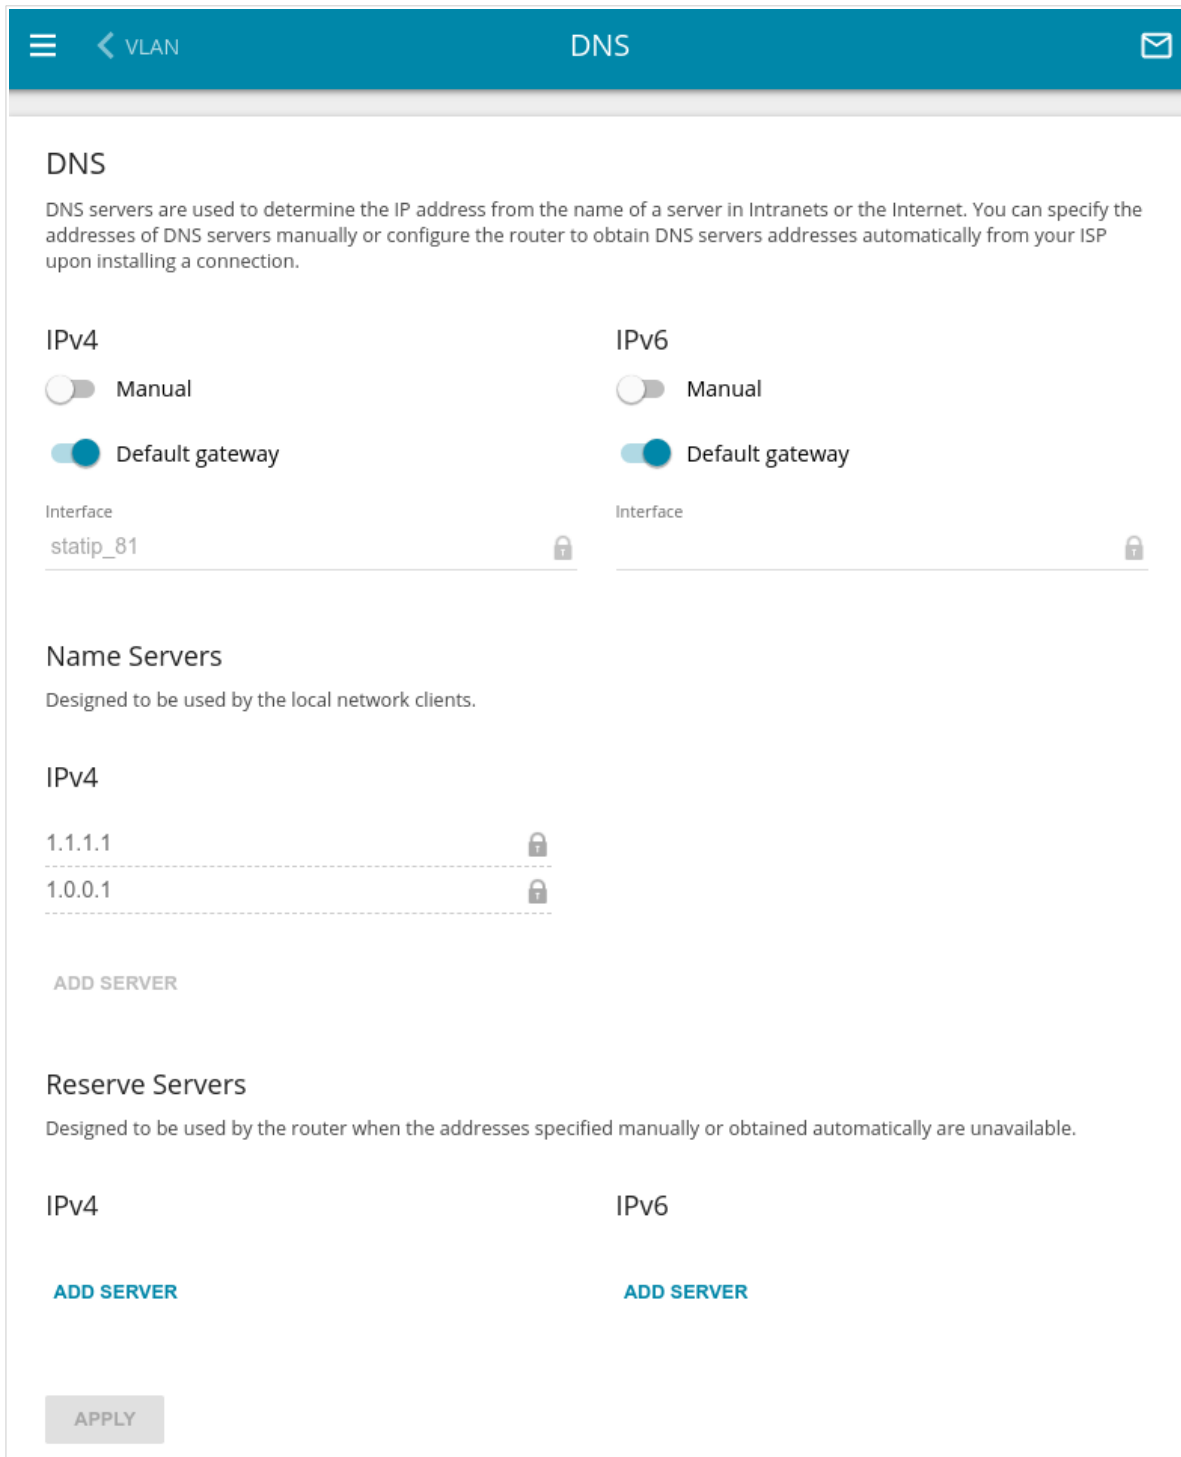 VLAN
DNS
DNS
DNS servers are used to determine the IP address from the name of a server in Intranets or the Internet. You can specify the
addresses of DNS servers manually or configure the router to obtain DNS servers addresses automatically from your ISP
upon installing a connection.
IPv4
Manual
Default gateway
Interface
statip_81
IPv6
Manual
Default gateway
Interface
Name Servers
Designed to be used by the local network clients.
IPv4
1.1.1.1
1.0.0.1
ADD SERVER
Reserve Servers
Designed to be used by the router when the addresses specified manually or obtained automatically are unavailable.
IPv4
ADD SERVER
IPv6
ADD SERVER
APPLY